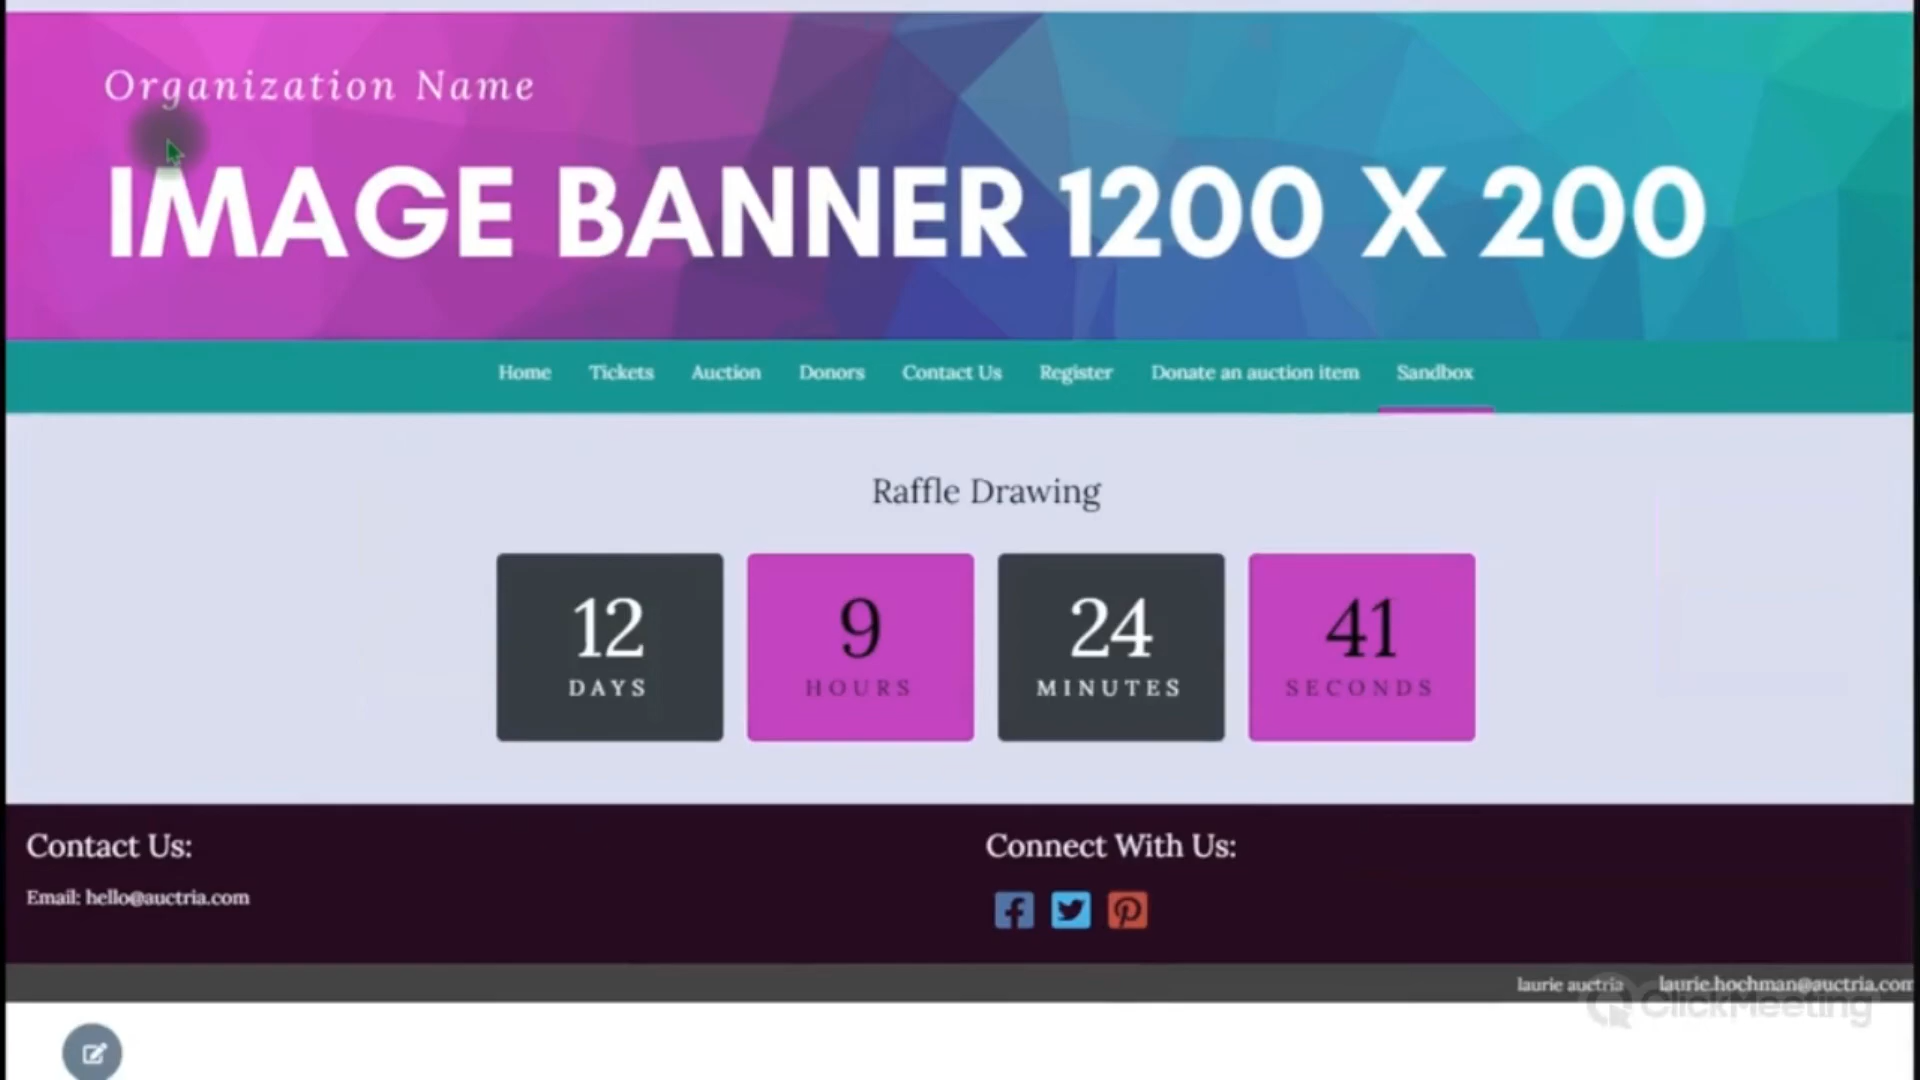 Organization Name
IMAGE BANNER 1200 X 200
Home Tickets Auction Donors Contact Us Register Donate an auction item Sandbox
Raffle Drawing
12 9 24 41
DAYS HOURS MINUTES SECONDS
Contact Us: Connect With Us:
Email: hello@auctria.com
laurie auctria laurie.hochman@auctria.com
ClickMeeting